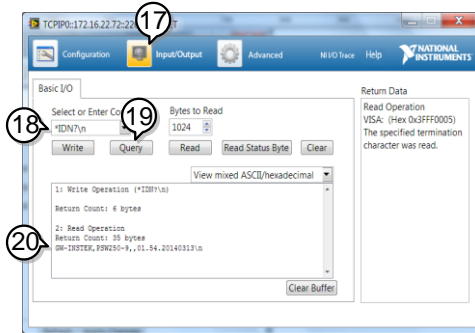 17
TCPIP0::172.16.22.72::22
Configuration
Input/Output
Advanced
NI I/O Trace
Help
NATIONAL
INSTRUMENTS
Basic I/O
Return Data
18
Select or Enter Co
19
Bytes to Read
*IDN?\n
1024
Write
Query
Read
Read Status Byte
Clear
Read Operation
VISA: (Hex 0x3FFF0005)
The specified termination
character was read.
View mixed ASCII/hexadecimal
1: Write Operation (*IDN?\n)
Return Count: 6 bytes
2: Read Operation
Return Count: 35 bytes
20
GW-INSTEK,PSW250-9,,01.54.20140313\n
Clear Buffer